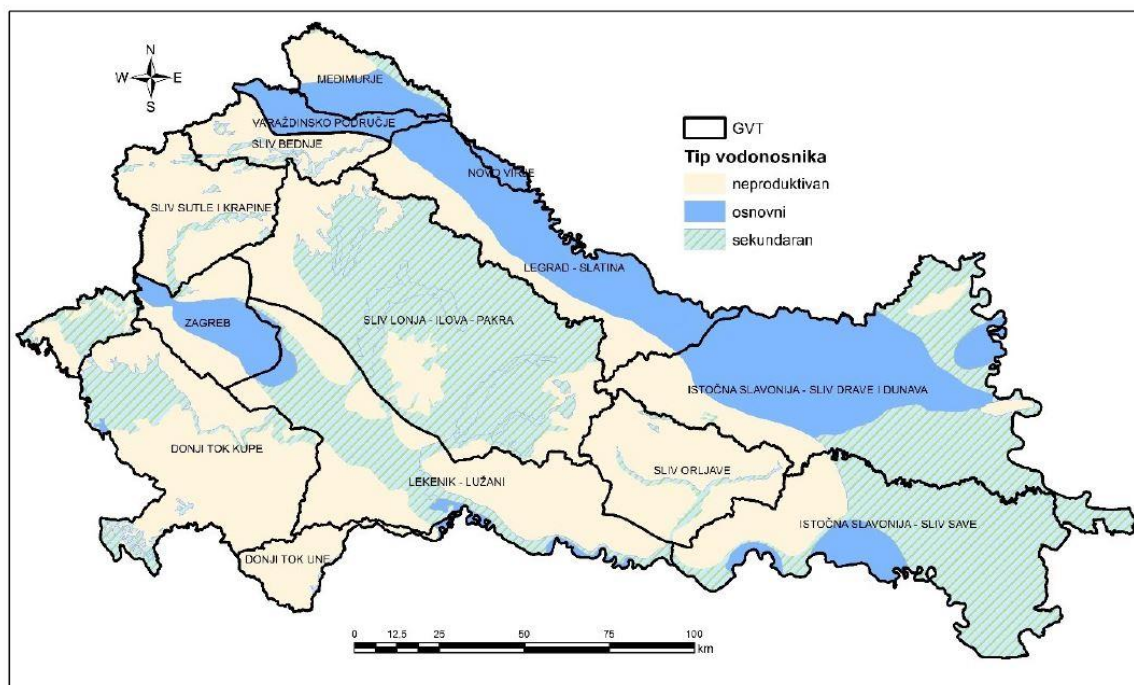 N
W E
S
MEĐIMURJE
VARAŽDINSKO PODRUČJE
SLIV BEDNJE
NOVO VIRJE
SLIV SUTLE I KRAPINE
LEGRAD - SLATINA
ZAGREB
SLIV LONJA - ILOVA - PAKRA
ISTOČNA SLAVONIJA - SLIV DRAVE I DUNAVA
DONJI TOK KUPE
SLIV ORLJAVE
LEKENIK - LUŽANI
ISTOČNA SLAVONIJA - SLIV SAVE
DONJI TOK UNE
GVT
Tip vodonosnika
neproduktivan
osnovni
sekundaran
0 12,5 25 50 75 100
km